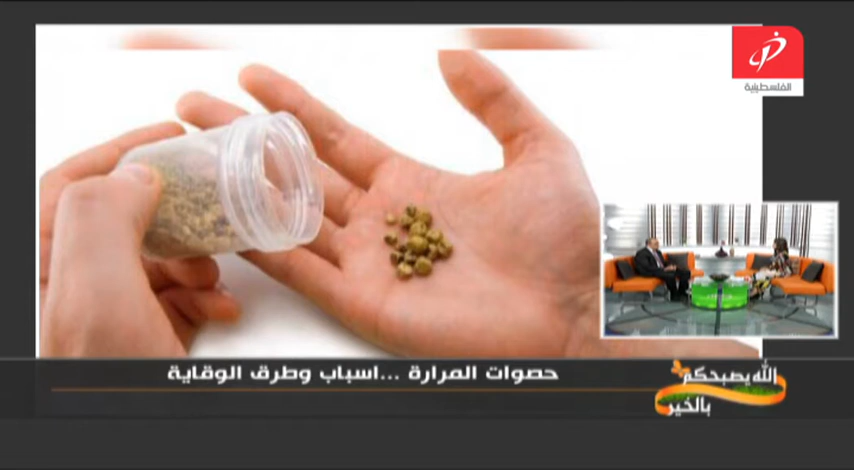 الفلسطينية
حصوات المرارة ...اسباب وطرق الوقاية
الله يصبحكم
بالخير